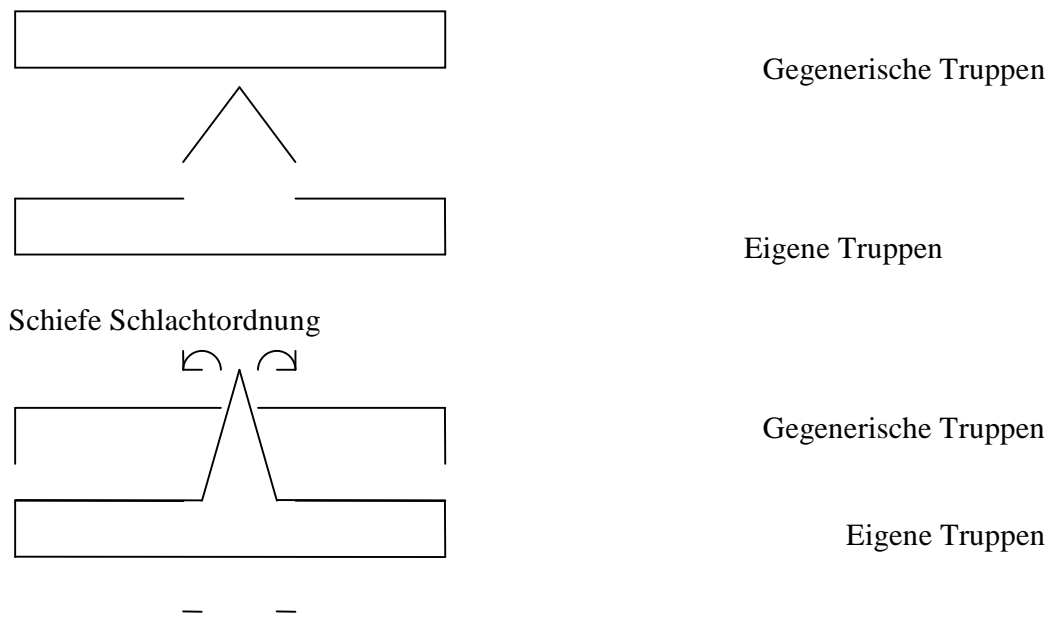 Gegenerische Truppen
Eigene Truppen
Schiefe Schlachtordnung
Gegenerische Truppen
Eigene Truppen